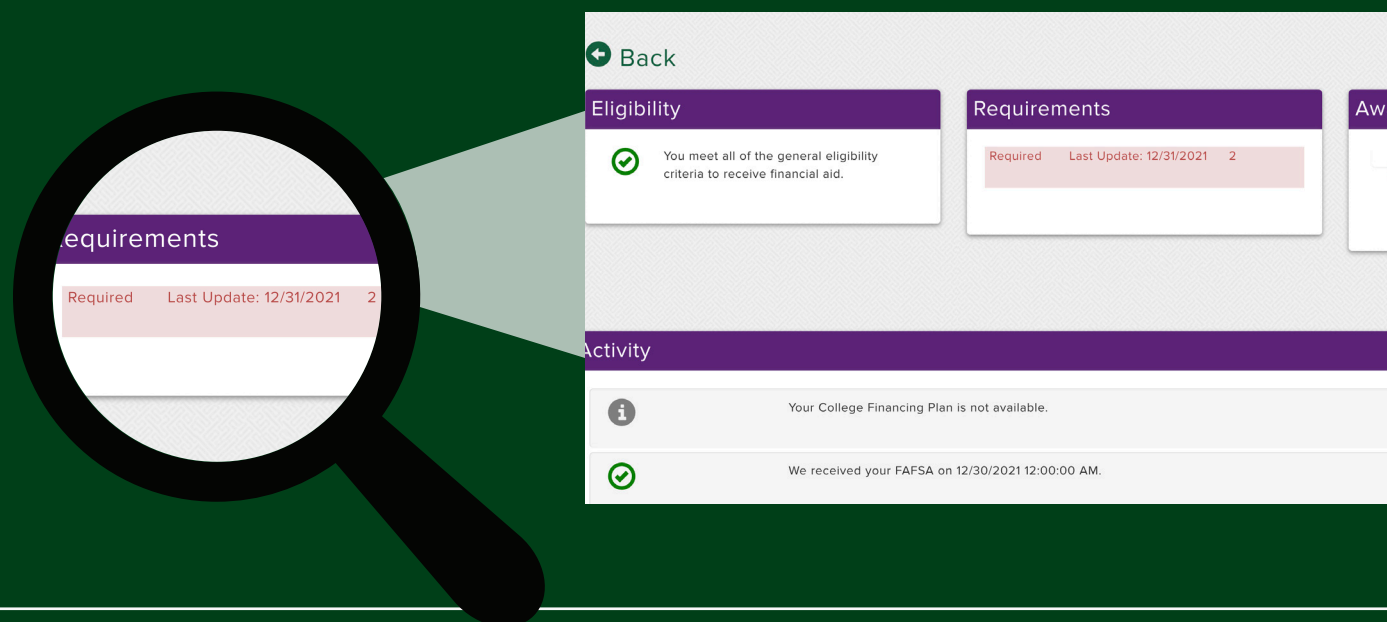 Back
Eligibility
You meet all of the general eligibility
criteria to receive financial aid.
Requirements
Required Last Update: 12/31/2021 2
Aw
equirements
Required Last Update: 12/31/2021 2
Activity
Your College Financing Plan is not available.
We received your FAFSA on 12/30/2021 12:00:00 AM.